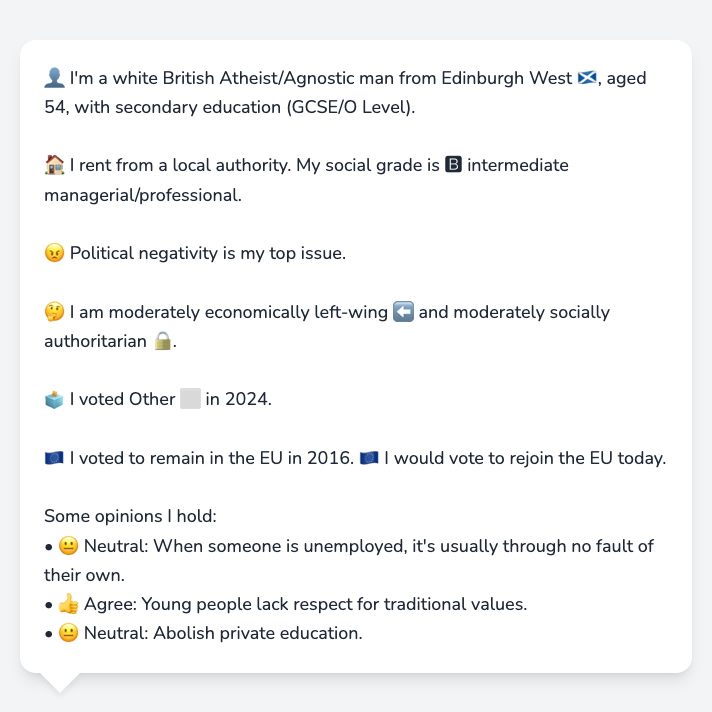 👤 I'm a white British Atheist/Agnostic man from Edinburgh West 🏴󠁧󠁢󠁳󠁣󠁴󠁿, aged
54, with secondary education (GCSE/O Level).
🏠 I rent from a local authority. My social grade is 🅱 intermediate
managerial/professional.
😠 Political negativity is my top issue.
🤔 I am moderately economically left-wing ⬅️ and moderately socially
authoritarian 🔒.
🗳️ I voted Other ⬜ in 2024.
🇪🇺 I voted to remain in the EU in 2016. 🇪🇺 I would vote to rejoin the EU today.
Some opinions I hold:
• 😐 Neutral: When someone is unemployed, it's usually through no fault of
their own.
• 👍 Agree: Young people lack respect for traditional values.
• 😐 Neutral: Abolish private education.